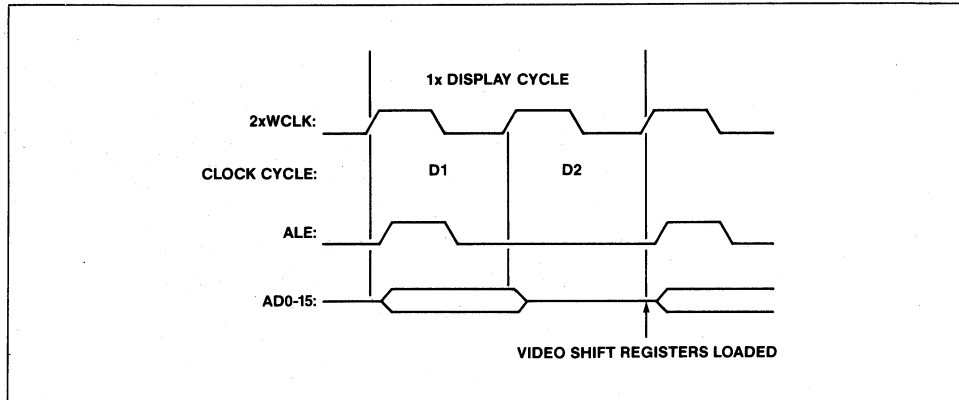 1x DISPLAY CYCLE
2xWCLK:
CLOCK CYCLE: D1 D2
ALE:
AD0-15:
VIDEO SHIFT REGISTERS LOADED